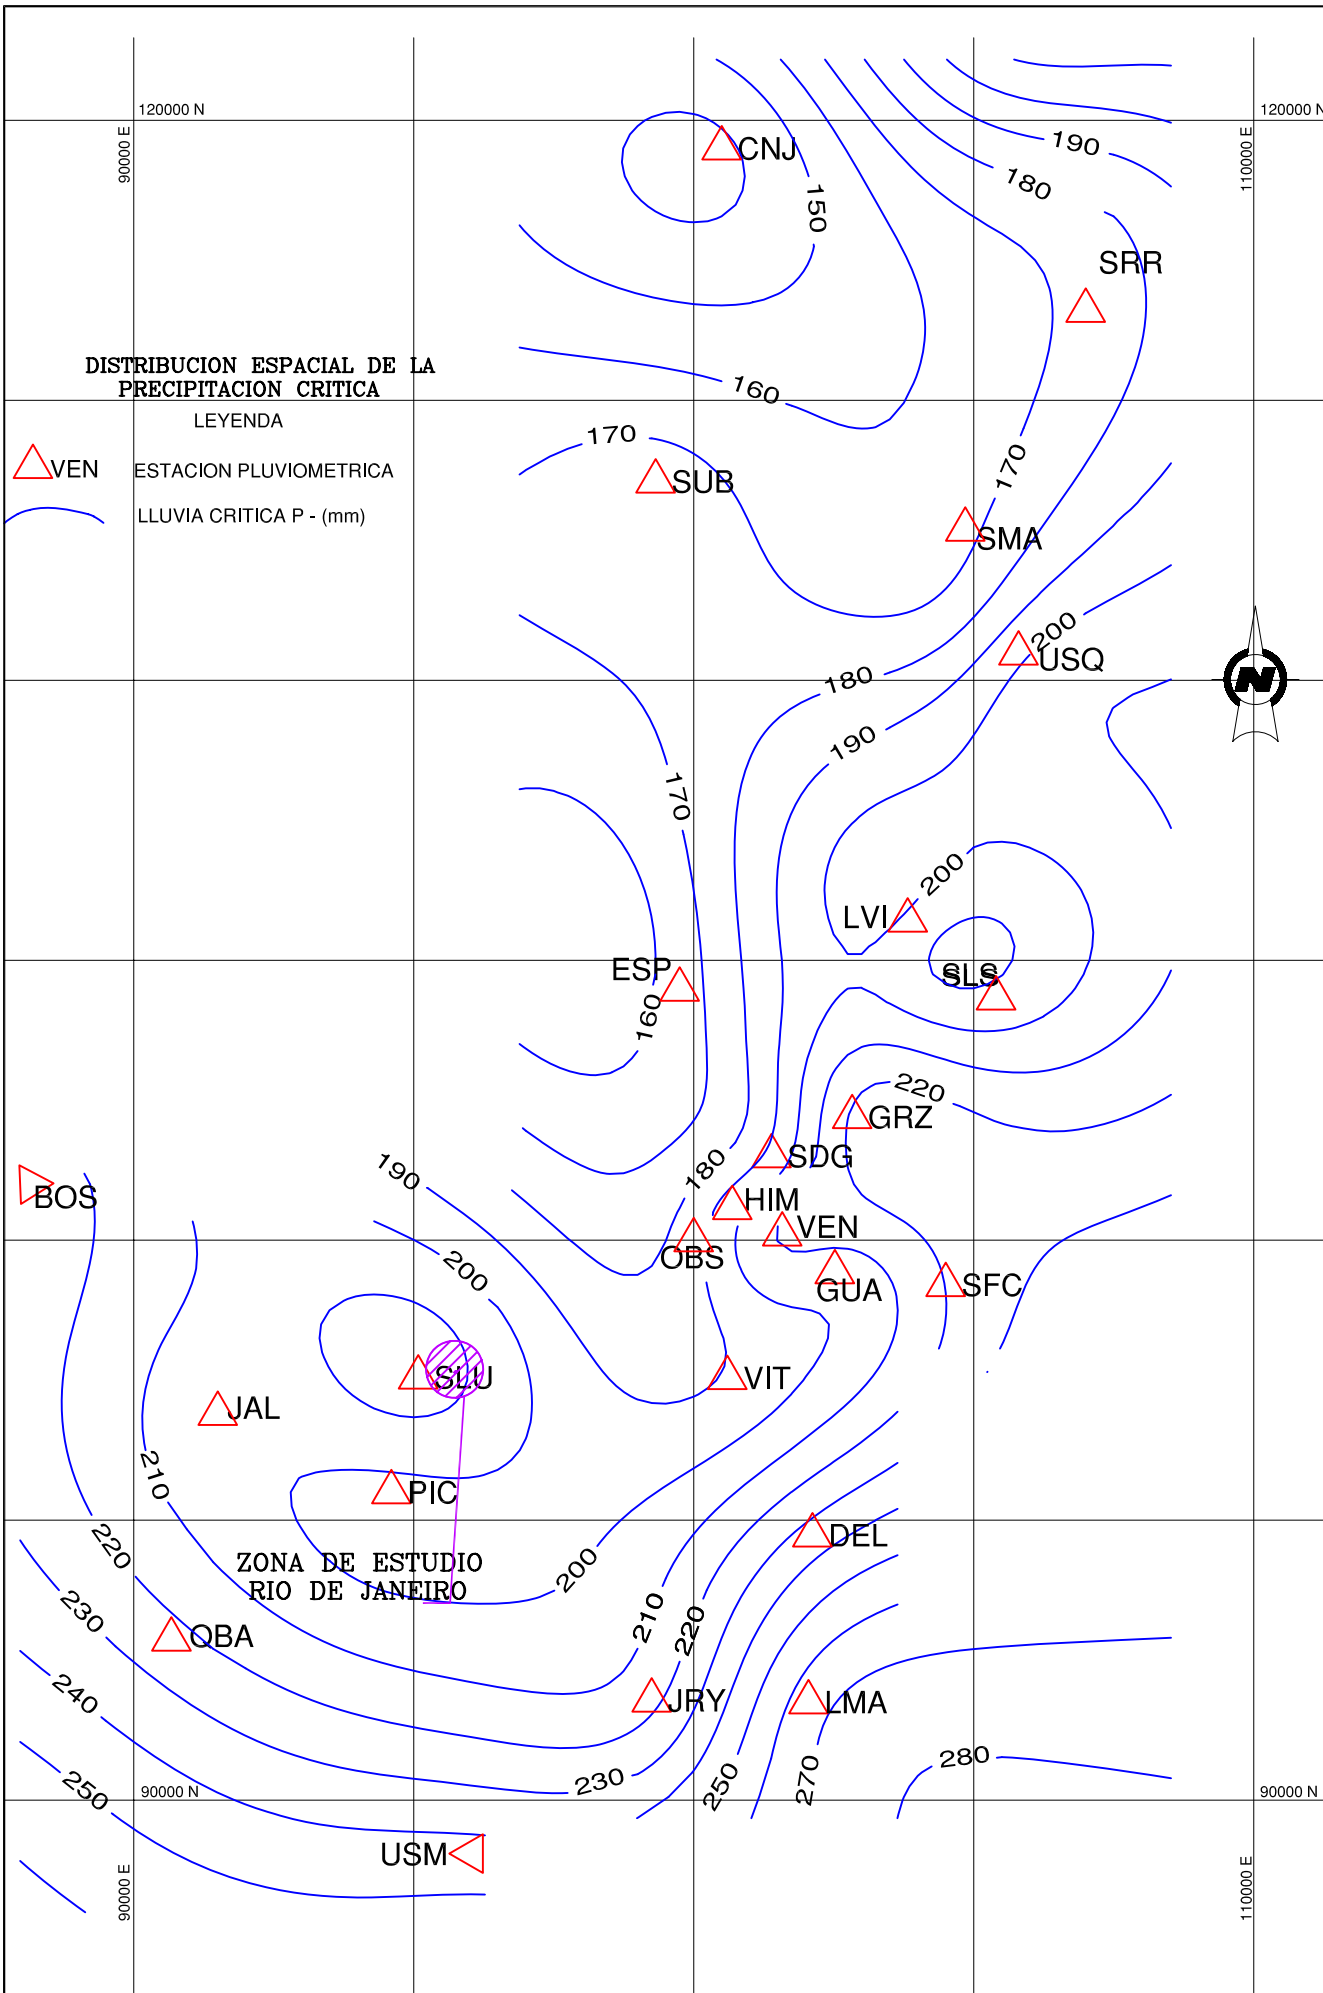 120000 N
120000 N
90000 E
110000 E
CNJ
190
180
150
SRR
DISTRIBUCION ESPACIAL DE LA
PRECIPITACION CRITICA
LEYENDA
160
170
VEN
ESTACION PLUVIOMETRICA
SUB
170
LLUVIA CRITICA P - (mm)
SMA
200
USQ
N
180
190
170
200
LVI
ESP
SLS
160
220
GRZ
SDG
190
180
BOS
HIM
VEN
OBS
200
GUA
SFC
SLU
VIT
JAL
210
PIC
220
DEL
ZONA DE ESTUDIO
RIO DE JANEIRO
200
230
210
220
OBA
240
JRY
LMA
250
230
250
270
280
90000 N
90000 N
USM
90000 E
110000 E